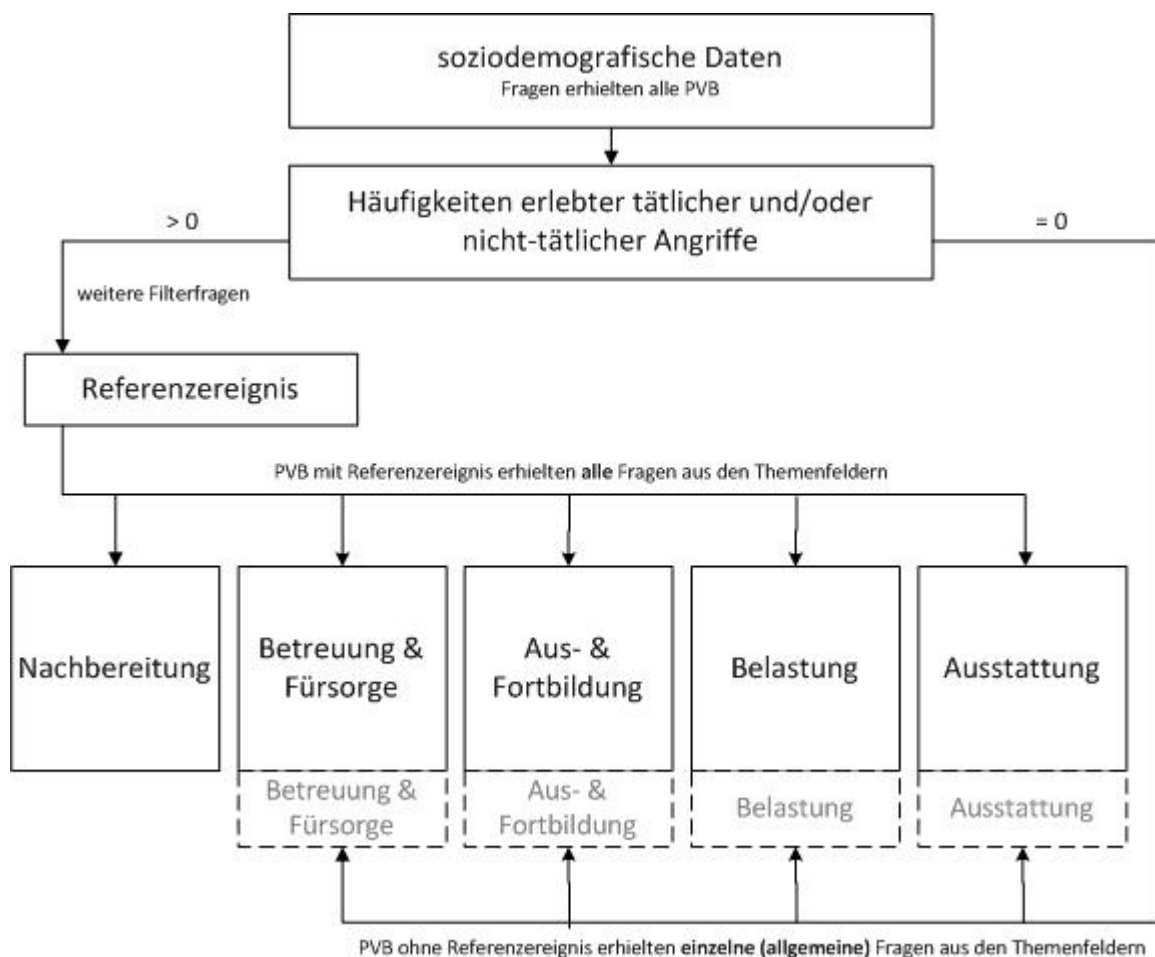 soziodemografische Daten
Fragen erhielten alle PVB
Häufigkeiten erlebter tätlicher und/oder
nicht-tätlicher Angriffe
> 0
= 0
weitere Filterfragen
Referenzereignis
PVB mit Referenzereignis erhielten alle Fragen aus den Themenfeldern
Nachbereitung
Betreuung &
Fürsorge
Aus- &
Fortbildung
Belastung
Ausstattung
Betreuung &
Fürsorge
Aus- &
Fortbildung
Belastung
Ausstattung
PVB ohne Referenzereignis erhielten einzelne (allgemeine) Fragen aus den Themenfeldern